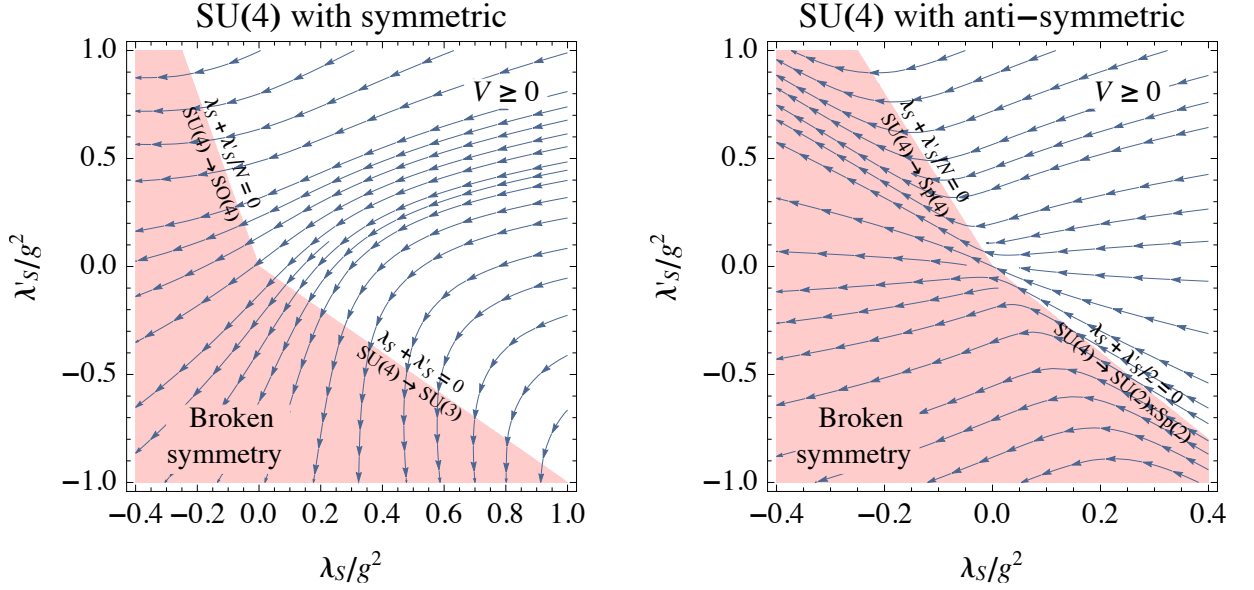 SU(4) with symmetric
1.0
0.5
0.0
−0.5
−1.0
λ'S/g²
V ≥ 0
λS + λ'S/N = 0
SU(4) → SO(4)
λS + λ'S = 0
SU(4) → SU(3)
Broken
symmetry
−0.4 −0.2 0.0 0.2 0.4 0.6 0.8 1.0
λS/g²
SU(4) with anti−symmetric
1.0
0.5
0.0
−0.5
−1.0
λ'S/g²
V ≥ 0
λS + λ'S/N = 0
SU(4) → Sp(4)
λS + λ'S/2 = 0
SU(4) → SU(2)xSp(2)
Broken
symmetry
−0.4 −0.2 0.0 0.2 0.4
λS/g²